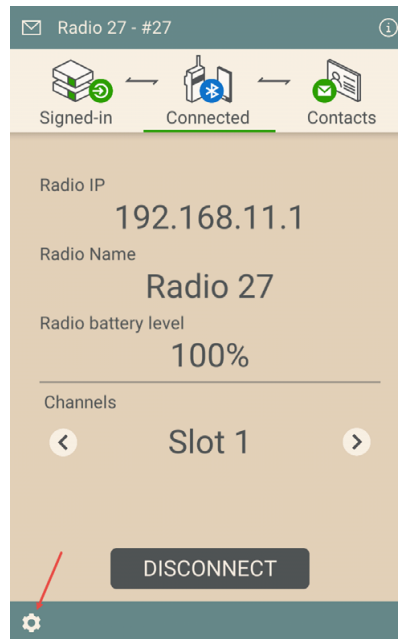 Radio 27 - #27
Signed-in
Connected
Contacts
Radio IP
192.168.11.1
Radio Name
Radio 27
Radio battery level
100%
Channels
Slot 1
DISCONNECT